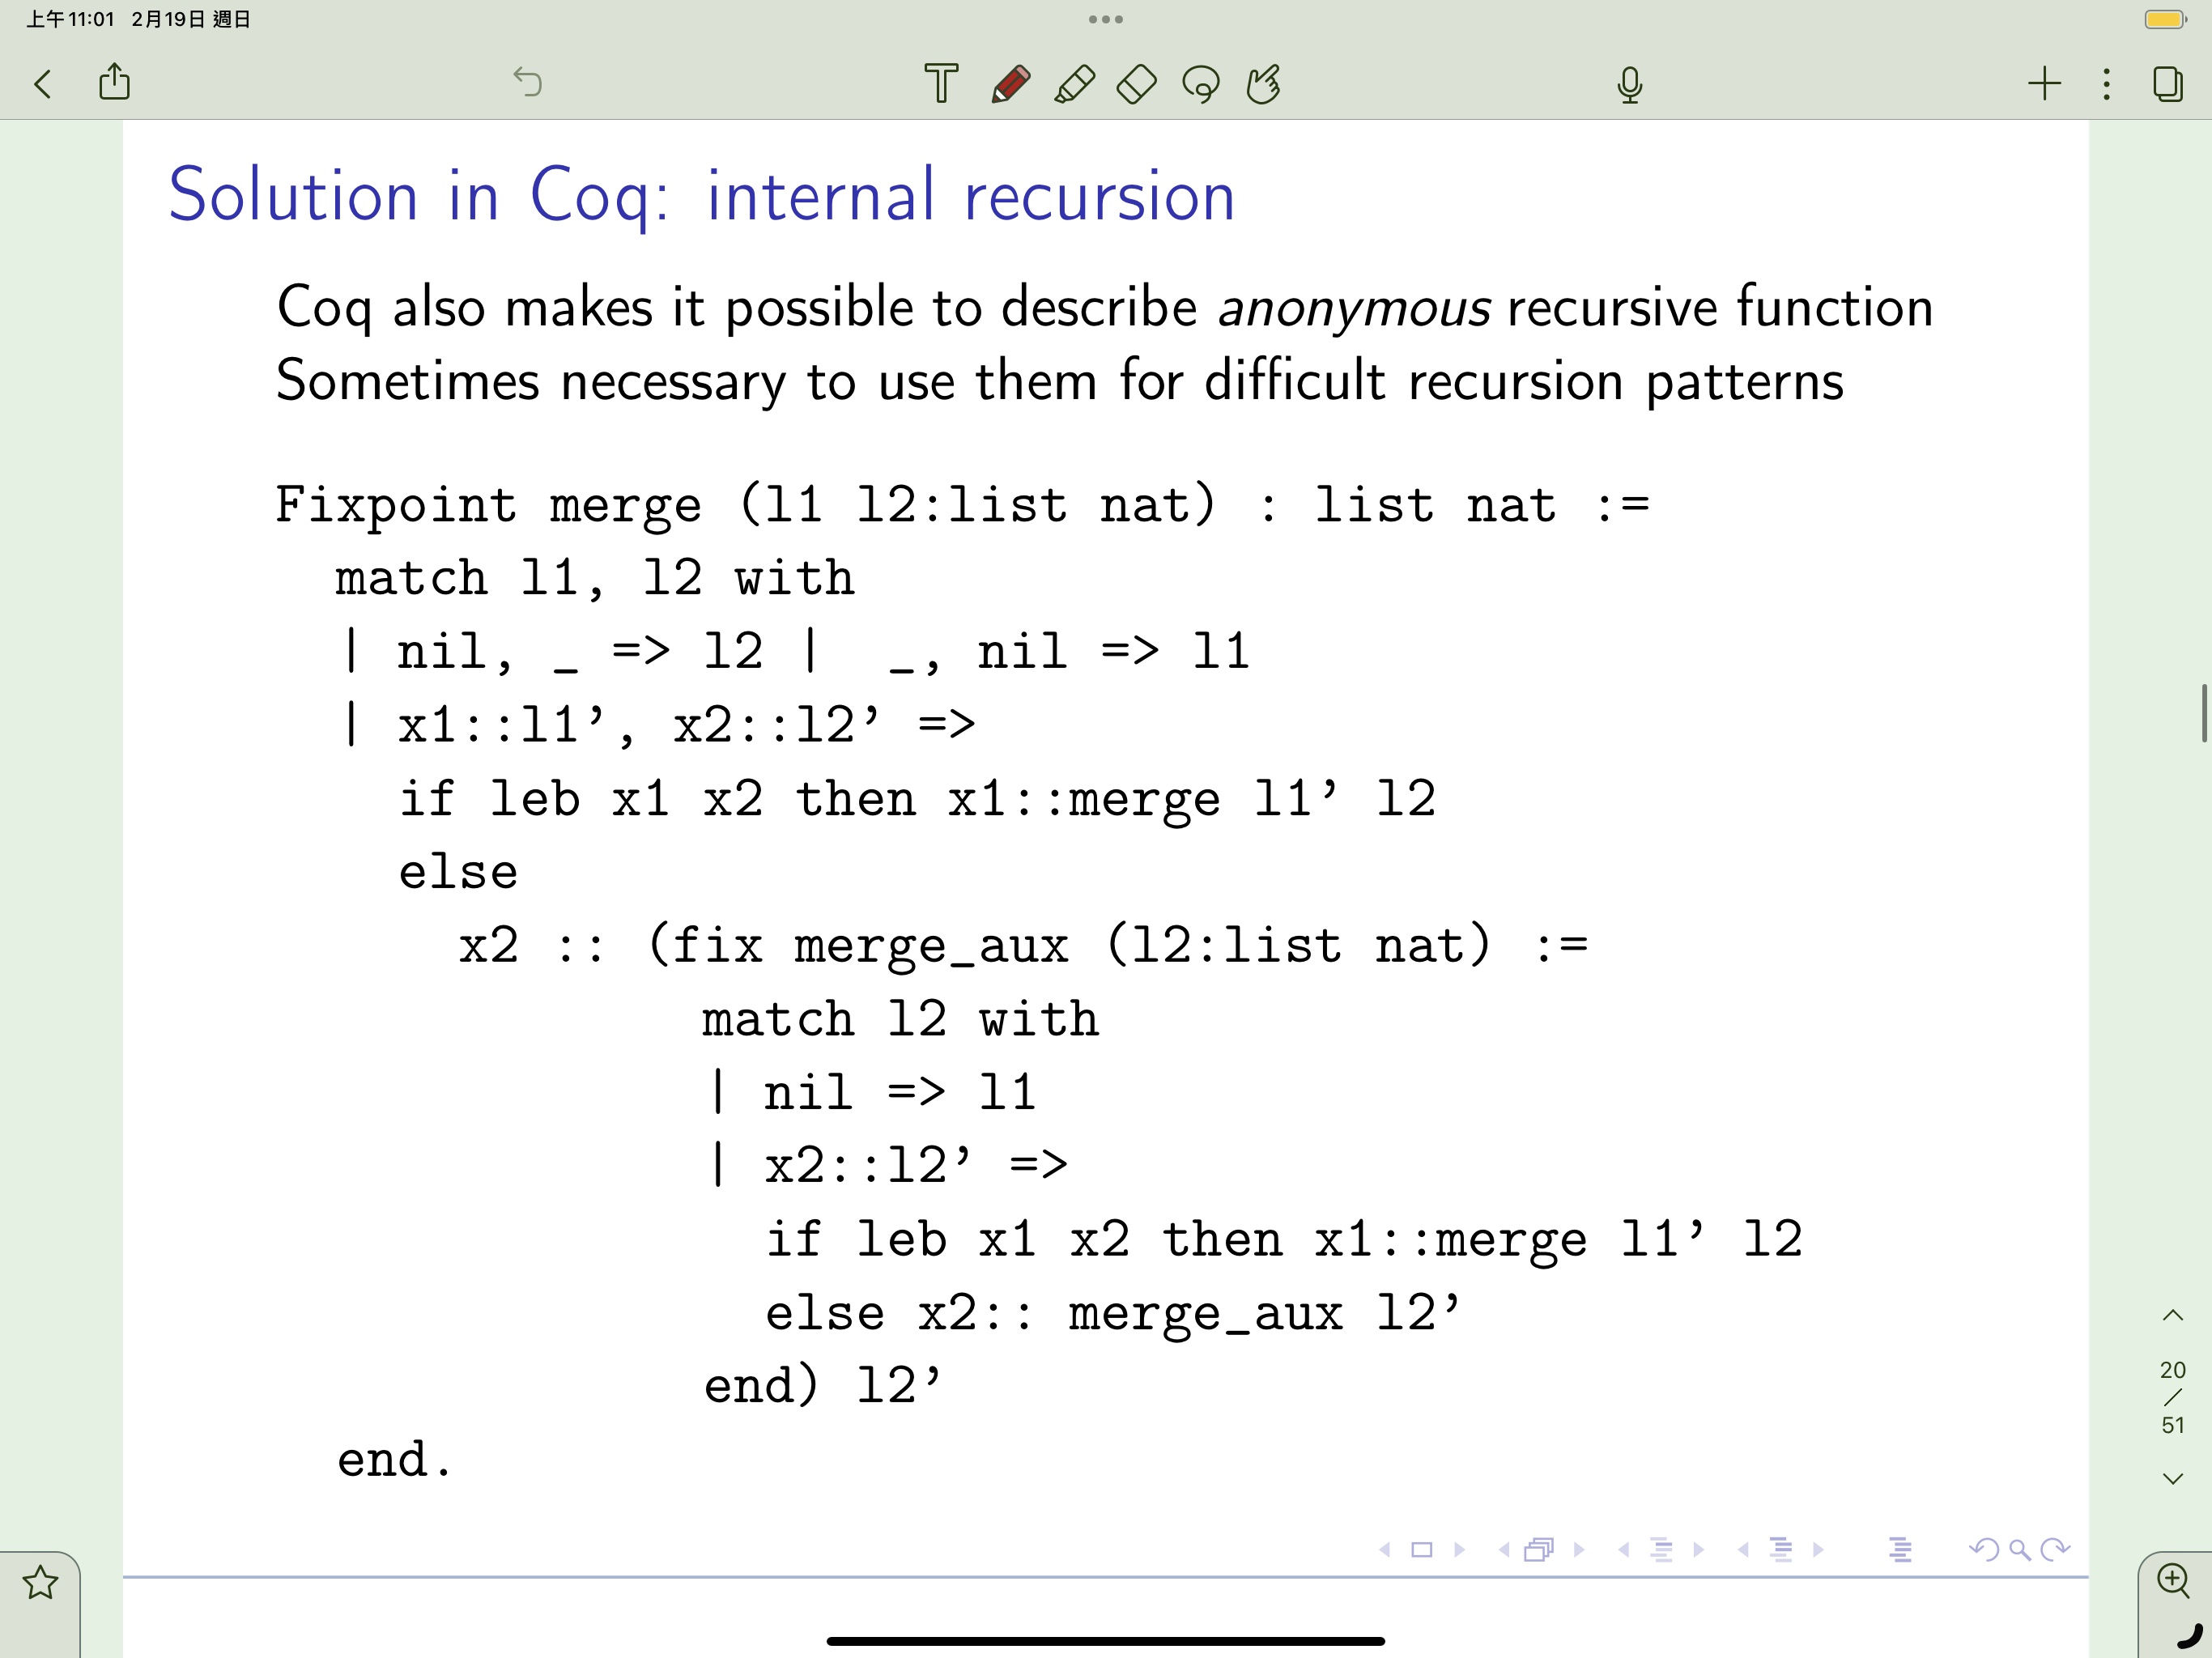 上午11:01 2月19日 週日
Solution in Coq: internal recursion
Coq also makes it possible to describe anonymous recursive function
Sometimes necessary to use them for difficult recursion patterns
Fixpoint merge (l1 l2:list nat) : list nat :=
match l1, l2 with
| nil, _ => l2 | _, nil => l1
| x1::l1’, x2::l2’ =>
if leb x1 x2 then x1::merge l1’ l2
else
x2 :: (fix merge_aux (l2:list nat) :=
match l2 with
| nil => l1
| x2::l2’ =>
if leb x1 x2 then x1::merge l1’ l2
else x2:: merge_aux l2’
end) l2’
end.
20
/
51